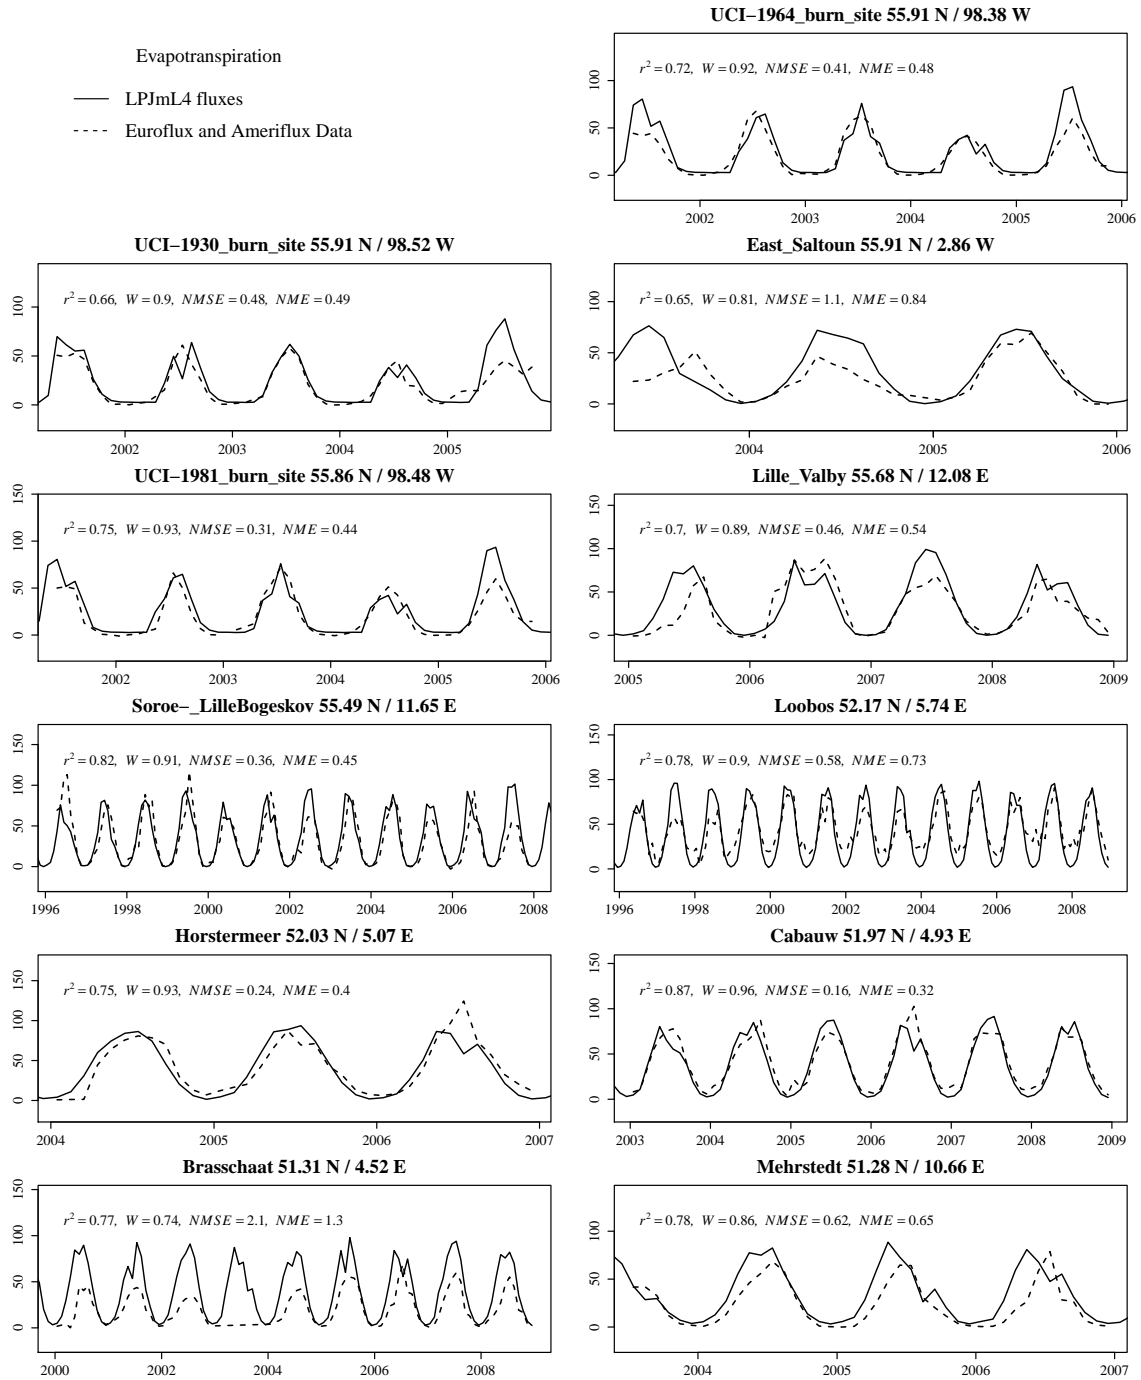 UCI−1964_burn_site 55.91 N / 98.38 W
Evapotranspiration
LPJmL4 fluxes
Euroflux and Ameriflux Data
r² = 0.72, W = 0.92, NMSE = 0.41, NME = 0.48
0 50 100
2002 2003 2004 2005 2006
UCI−1930_burn_site 55.91 N / 98.52 W
r² = 0.66, W = 0.9, NMSE = 0.48, NME = 0.49
0 50 100
2002 2003 2004 2005
East_Saltoun 55.91 N / 2.86 W
r² = 0.65, W = 0.81, NMSE = 1.1, NME = 0.84
0 50 100
2004 2005 2006
UCI−1981_burn_site 55.86 N / 98.48 W
r² = 0.75, W = 0.93, NMSE = 0.31, NME = 0.44
0 50 100 150
2002 2003 2004 2005 2006
Lille_Valby 55.68 N / 12.08 E
r² = 0.7, W = 0.89, NMSE = 0.46, NME = 0.54
0 50 100 150
2005 2006 2007 2008 2009
Soroe−_LilleBogeskov 55.49 N / 11.65 E
r² = 0.82, W = 0.91, NMSE = 0.36, NME = 0.45
0 50 100 150
1996 1998 2000 2002 2004 2006 2008
Loobos 52.17 N / 5.74 E
r² = 0.78, W = 0.9, NMSE = 0.58, NME = 0.73
0 50 100 150
1996 1998 2000 2002 2004 2006 2008
Horstermeer 52.03 N / 5.07 E
r² = 0.75, W = 0.93, NMSE = 0.24, NME = 0.4
0 50 100 150
2004 2005 2006 2007
Cabauw 51.97 N / 4.93 E
r² = 0.87, W = 0.96, NMSE = 0.16, NME = 0.32
0 50 100 150
2003 2004 2005 2006 2007 2008 2009
Brasschaat 51.31 N / 4.52 E
r² = 0.77, W = 0.74, NMSE = 2.1, NME = 1.3
0 50 100 150
2000 2002 2004 2006 2008
Mehrstedt 51.28 N / 10.66 E
r² = 0.78, W = 0.86, NMSE = 0.62, NME = 0.65
0 50 100
2004 2005 2006 2007